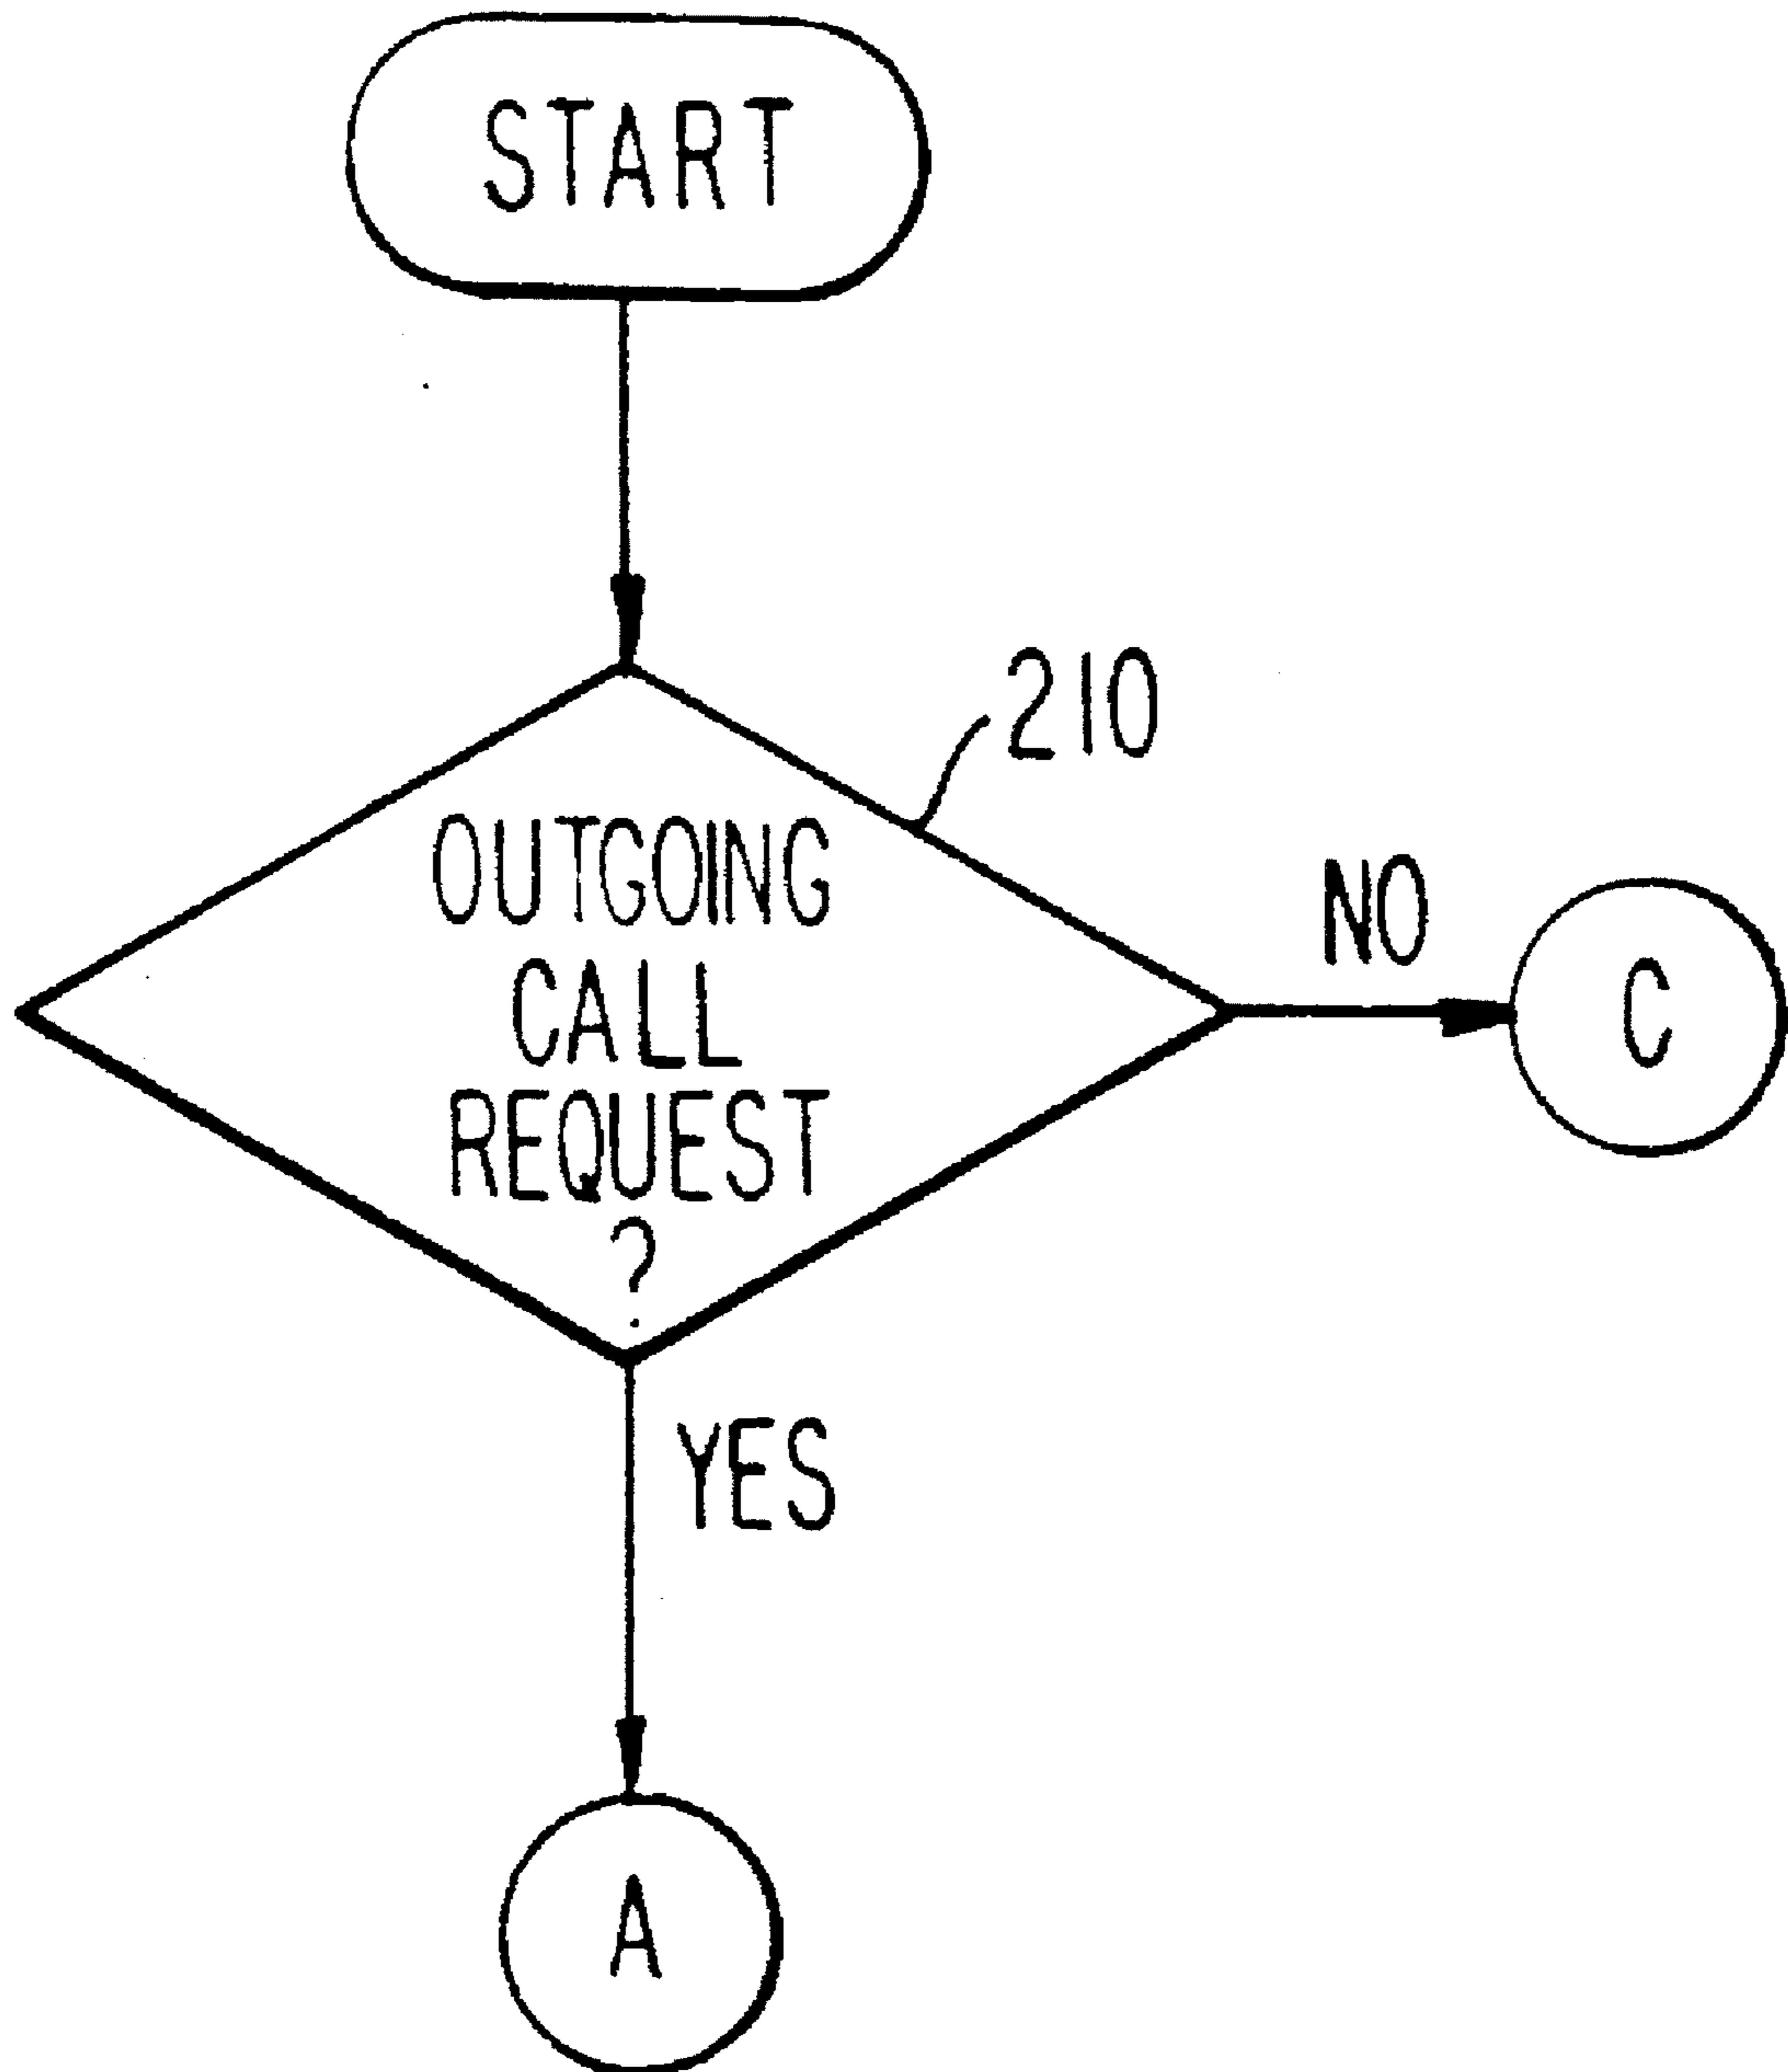 START
210
OUTGOING
CALL
REQUEST
?
NO
C
YES
A